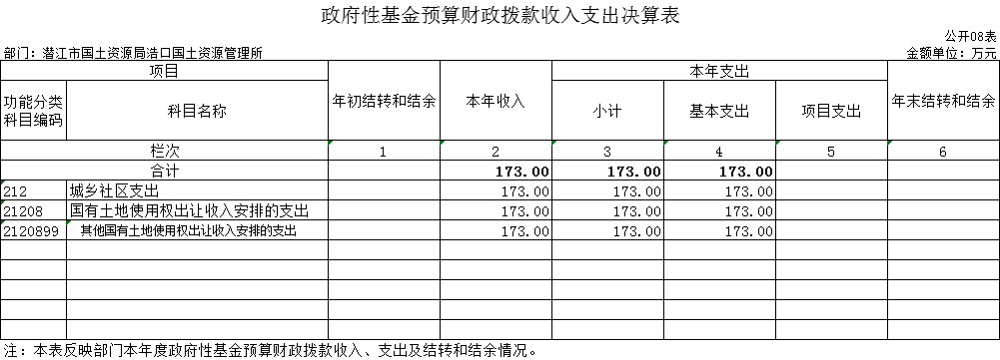 政府性基金预算财政拨款收入支出决算表
公开08表
部门：潜江市国土资源局浩口国土资源管理所 金额单位：万元
项目 年初结转和结余 本年收入 本年支出 年末结转和结余
功能分类科目编码 科目名称 小计 基本支出 项目支出
栏次 1 2 3 4 5 6
合计 173.00 173.00 173.00
212 城乡社区支出 173.00 173.00 173.00
21208 国有土地使用权出让收入安排的支出 173.00 173.00 173.00
2120899 其他国有土地使用权出让收入安排的支出 173.00 173.00 173.00
注：本表反映部门本年度政府性基金预算财政拨款收入、支出及结转和结余情况。